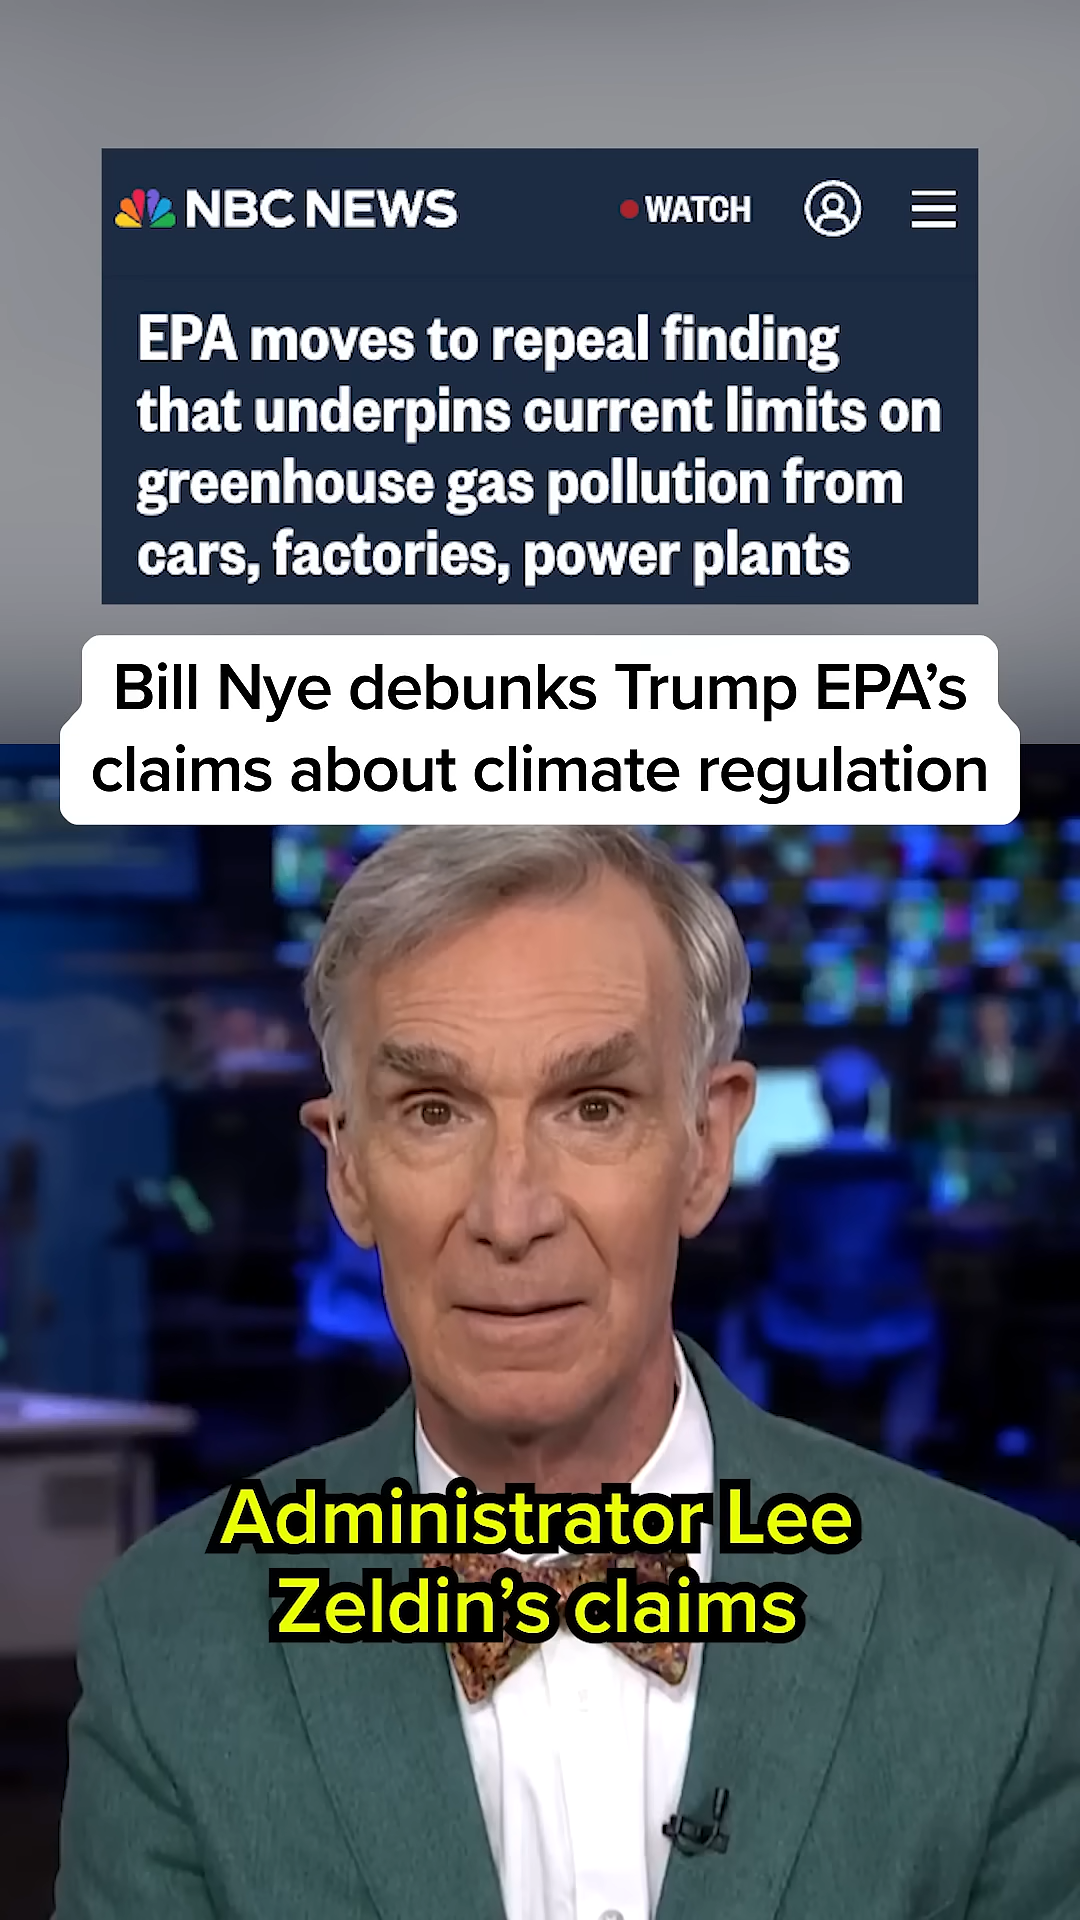 NBC NEWS
WATCH
EPA moves to repeal finding
that underpins current limits on
greenhouse gas pollution from
cars, factories, power plants
Bill Nye debunks Trump EPA’s
claims about climate regulation
Administrator Lee
Zeldin’s claims